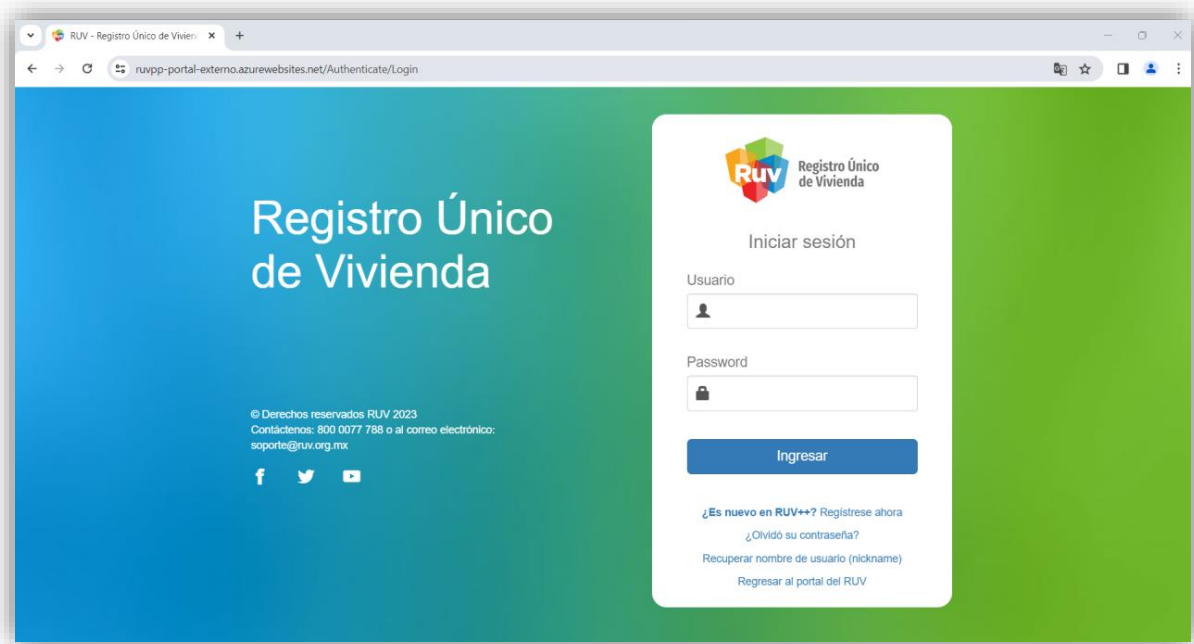 RUV - Registro Único de Vivien
ruvpp-portal-externo.azurewebsites.net/Authenticate/Login
Registro Único
de Vivienda
© Derechos reservados RUV 2023
Contáctenos: 800 0077 788 o al correo electrónico:
soporte@ruv.org.mx
Ruv
Registro Único
de Vivienda
Iniciar sesión
Usuario
Password
Ingresar
¿Es nuevo en RUV++? Regístrese ahora
¿Olvidó su contraseña?
Recuperar nombre de usuario (nickname)
Regresar al portal del RUV